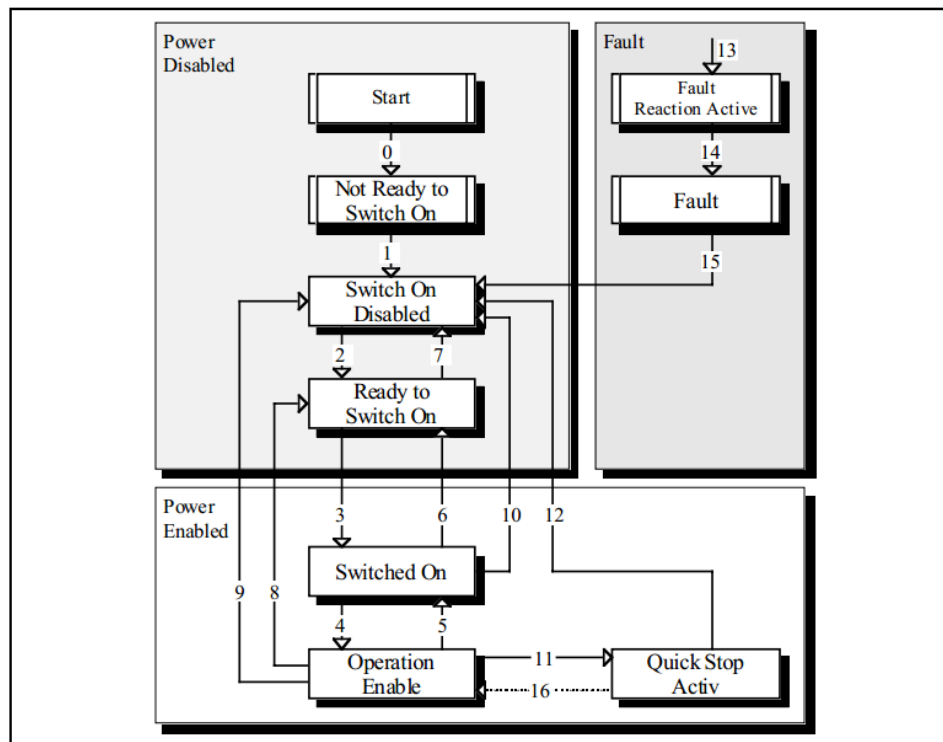 Power
Disabled
Fault
13
Start
Fault
Reaction Active
0
14
Not Ready to
Switch On
Fault
1
15
Switch On
Disabled
2
7
Ready to
Switch On
Power
Enabled
3
6
10
12
Switched On
9
8
4
5
Operation
Enable
11
16
Quick Stop
Activ